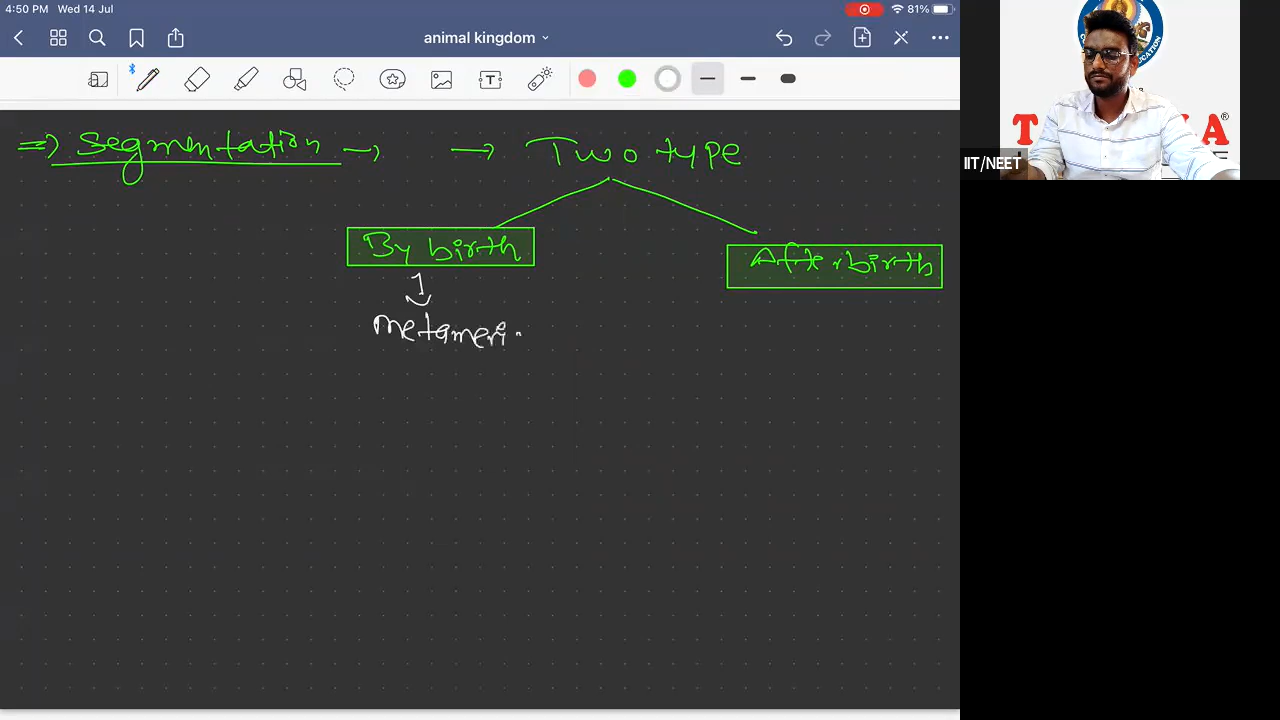 4:50 PM Wed 14 Jul
81%
animal kingdom
⇒ Segmentation → → Two type
By birth
After birth
metameri
IIT/NEET
EDUCATION
T A®